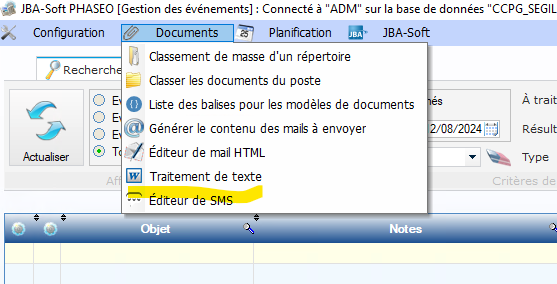 JBA-Soft PHASEO [Gestion des événements] : Connecté à "ADM" sur la base de données "CCPG_SEGIL
Configuration Documents 25 Planification JBA JBA-Soft
Recherche
Classement de masse d'un répertoire
Classer les documents du poste
Liste des balises pour les modèles de documents
Générer le contenu des mails à envoyer
Éditeur de mail HTML
Traitement de texte
Éditeur de SMS
Actualiser
Ev
Ev
Ev
To
nés
À trait
2/08/2024
Résult
Type
Aff
Critères de
Objet Notes